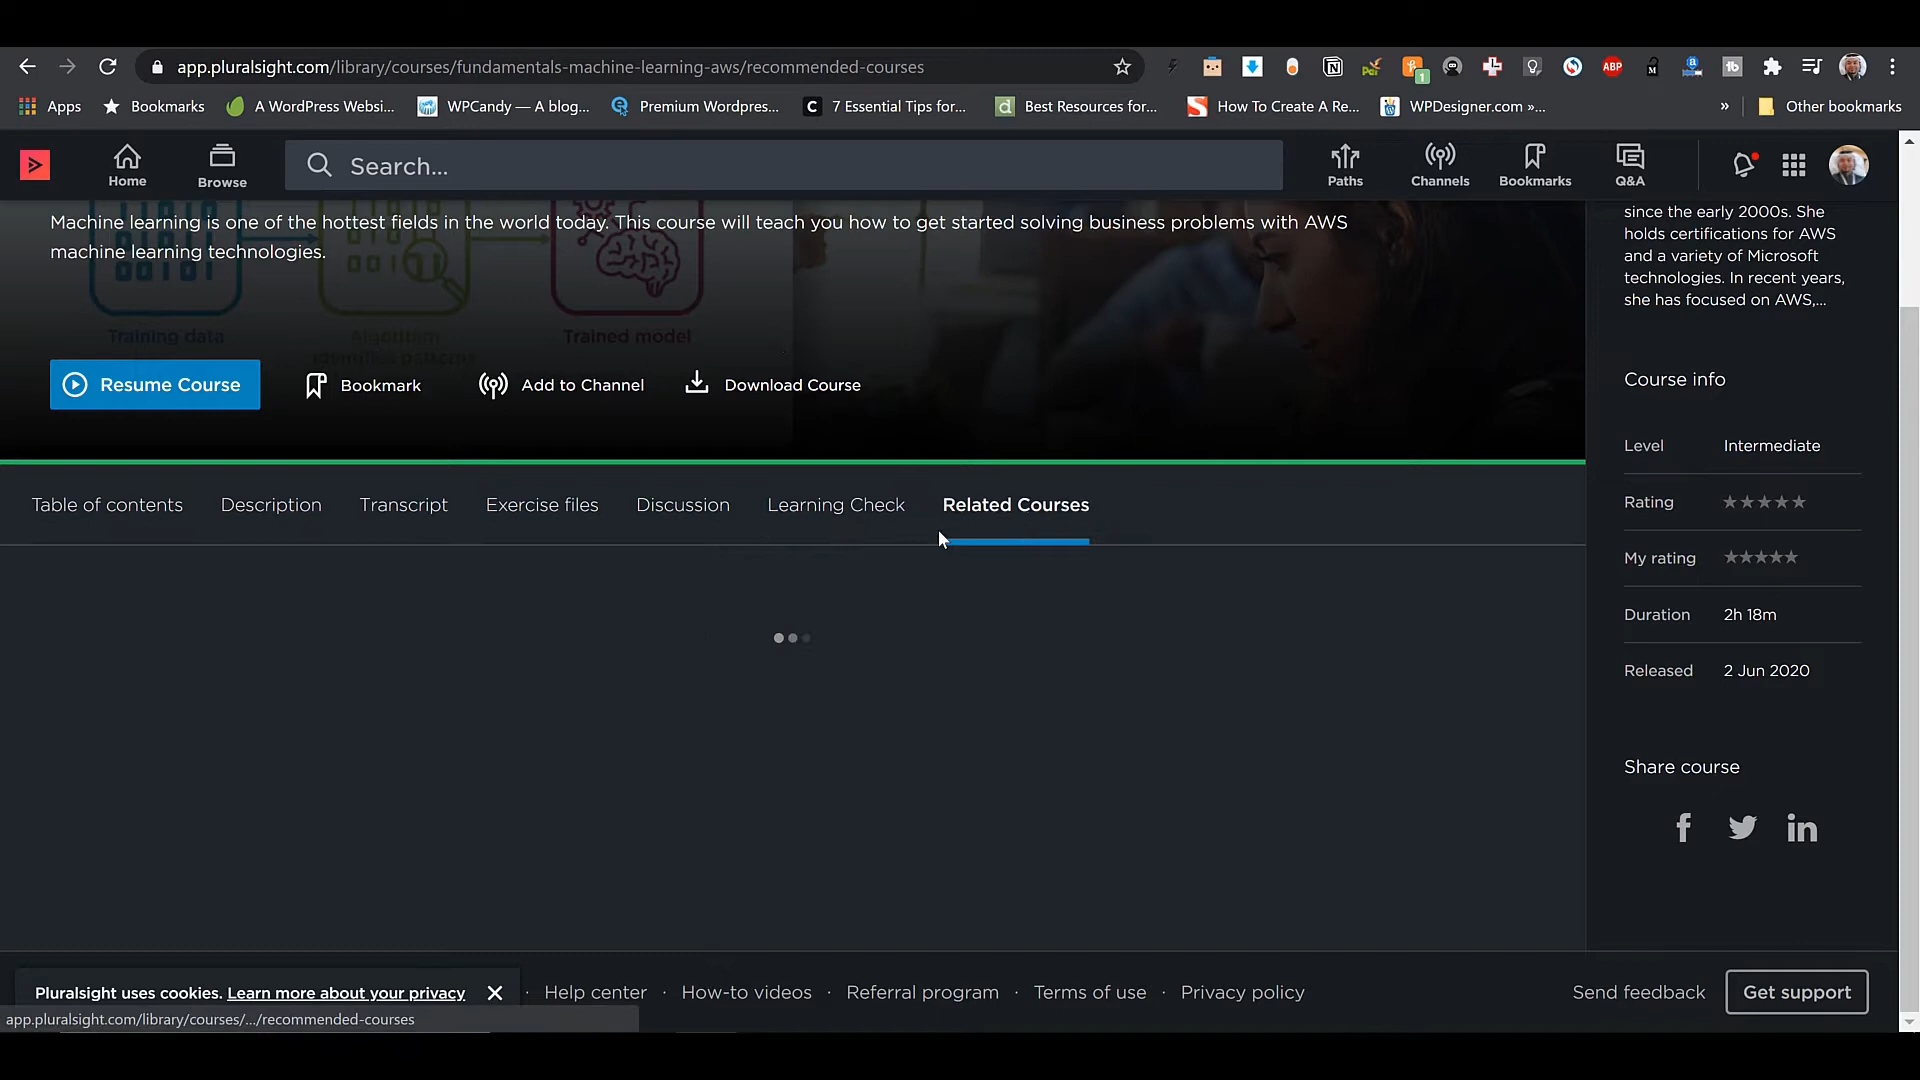 app.pluralsight.com/library/courses/fundamentals-machine-learning-aws/recommended-courses
1
Apps
Bookmarks
A WordPress Websi...
WPCandy — A blog...
Premium Wordpres...
7 Essential Tips for...
Best Resources for...
How To Create A Re...
WPDesigner.com »...
»
Other bookmarks
Home
Browse
Search...
Paths
Channels
Bookmarks
Q&A
Machine learning is one of the hottest fields in the world today. This course will teach you how to get started solving business problems with AWS
machine learning technologies.
Training data
Algorithm
identifies patterns
Trained model
Resume Course
Bookmark
Add to Channel
Download Course
since the early 2000s. She
holds certifications for AWS
and a variety of Microsoft
technologies. In recent years,
she has focused on AWS,...
Course info
Level Intermediate
Rating
My rating
Duration 2h 18m
Released 2 Jun 2020
Share course
Table of contents
Description
Transcript
Exercise files
Discussion
Learning Check
Related Courses
Pluralsight uses cookies. Learn more about your privacy
· Help center · How-to videos · Referral program · Terms of use · Privacy policy
Send feedback
Get support
app.pluralsight.com/library/courses/.../recommended-courses